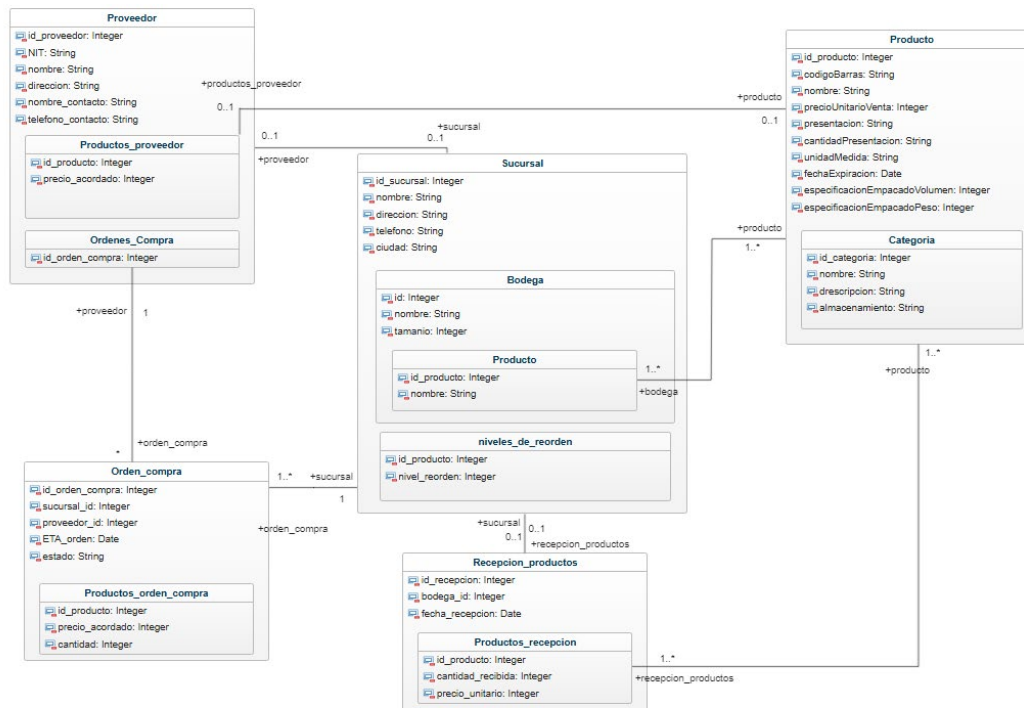 Proveedor
id_proveedor: Integer
NIT: String
nombre: String
direccion: String
nombre_contacto: String
telefono_contacto: String
Productos_proveedor
id_producto: Integer
precio_acordado: Integer
Ordenes_Compra
id_orden_compra: Integer
+productos_proveedor
0..1
+producto
0..1
0..1
+proveedor
+sucursal
0..1
Producto
id_producto: Integer
codigoBarras: String
nombre: String
precioUnitarioVenta: Integer
presentacion: String
cantidadPresentacion: String
unidadMedida: String
fechaExpiracion: Date
especificacionEmpacadoVolumen: Integer
especificacionEmpacadoPeso: Integer
Categoria
id_categoria: Integer
nombre: String
drescripcion: String
almacenamiento: String
Sucursal
id_sucursal: Integer
nombre: String
direccion: String
telefono: String
ciudad: String
Bodega
id: Integer
nombre: String
tamanio: Integer
Producto
id_producto: Integer
nombre: String
niveles_de_reorden
id_producto: Integer
nivel_reorden: Integer
+producto
1..*
1..*
+bodega
+proveedor
1
+orden_compra
*
Orden_compra
id_orden_compra: Integer
sucursal_id: Integer
proveedor_id: Integer
ETA_orden: Date
estado: String
Productos_orden_compra
id_producto: Integer
precio_acordado: Integer
cantidad: Integer
1..*
+sucursal
1
+orden_compra
+sucursal
0..1
0..1
+recepcion_productos
Recepcion_productos
id_recepcion: Integer
bodega_id: Integer
fecha_recepcion: Date
Productos_recepcion
id_producto: Integer
cantidad_recibida: Integer
precio_unitario: Integer
1..*
+producto
1..*
+recepcion_productos